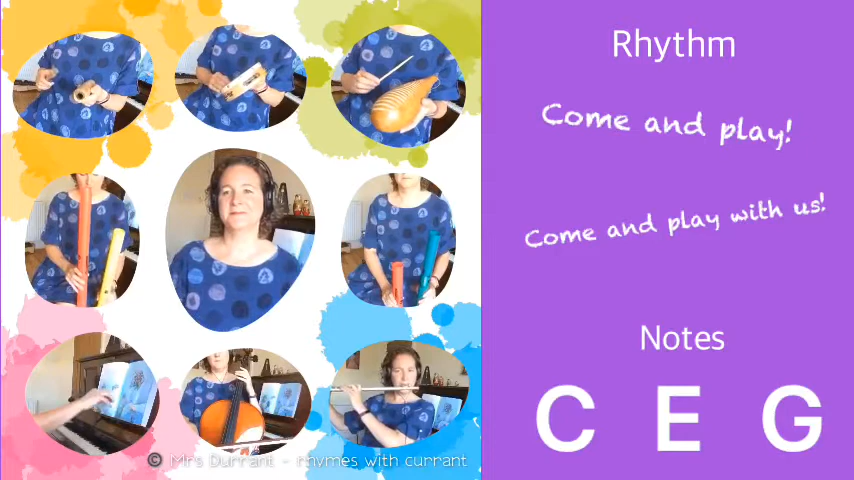 Rhythm
Come and play!
Come and play with us!
Notes
C E G
© Mrs Durrant - rhymes with currant